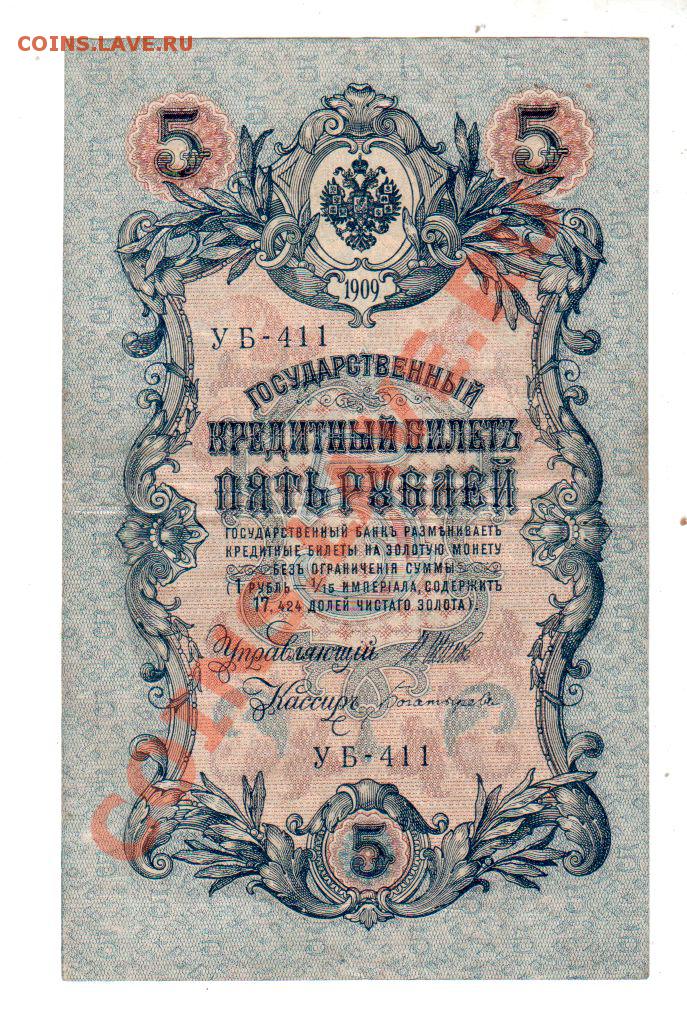 COINS.LAVE.RU
5 5
1909
УБ-411
ГОСУДАРСТВЕННЫЙ
КРЕДИТНЫЙ БИЛЕТЪ
ПЯТЬ РУБЛЕЙ
ГОСУДАРСТВЕННЫЙ БАНКЪ РАЗМѢНИВАЕТЪ
КРЕДИТНЫЕ БИЛЕТЫ НА ЗОЛОТУЮ МОНЕТУ
БЕЗЪ ОГРАНИЧЕНІЯ СУММЫ
(1 РУБЛЬ = 1/15 ИМПЕРІАЛА, СОДЕРЖИТЪ
17,424 ДОЛЕЙ ЧИСТАГО ЗОЛОТА).
Управляющій
Кассиръ Богатыревъ
УБ-411
5